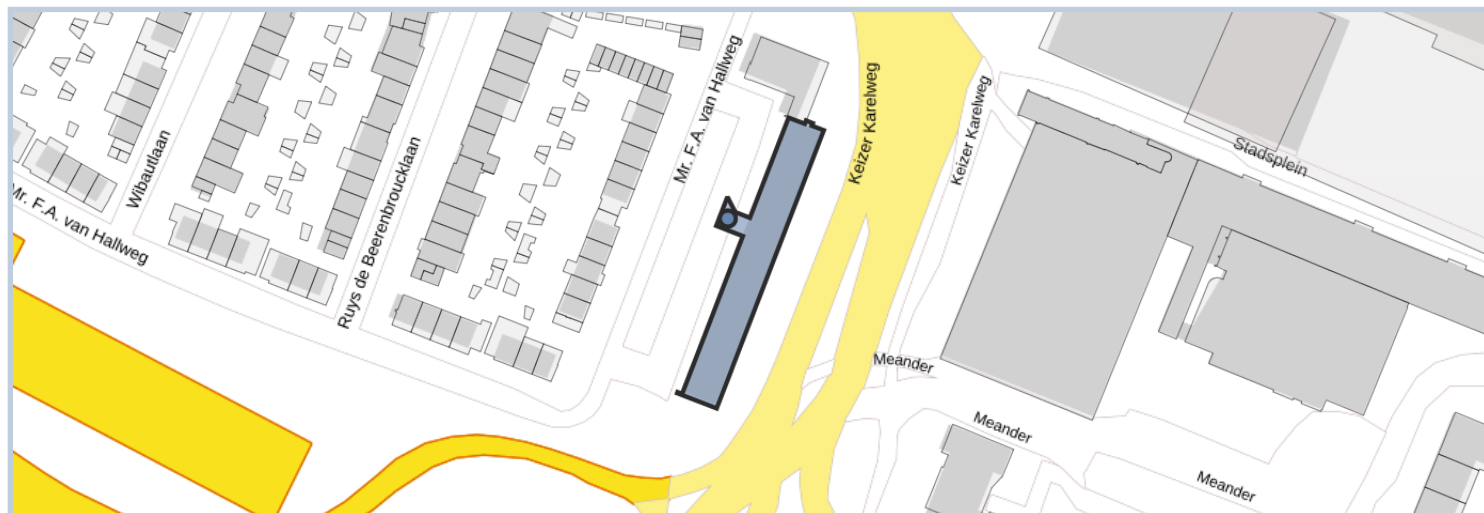 Mr. F.A. van Hallweg
Keizer Karelweg
Keizer Karelweg
Stadsplein
Wibautlaan
Ruys de Beerenbroucklaan
Mr. F.A. van Hallweg
Meander
Meander
Meander